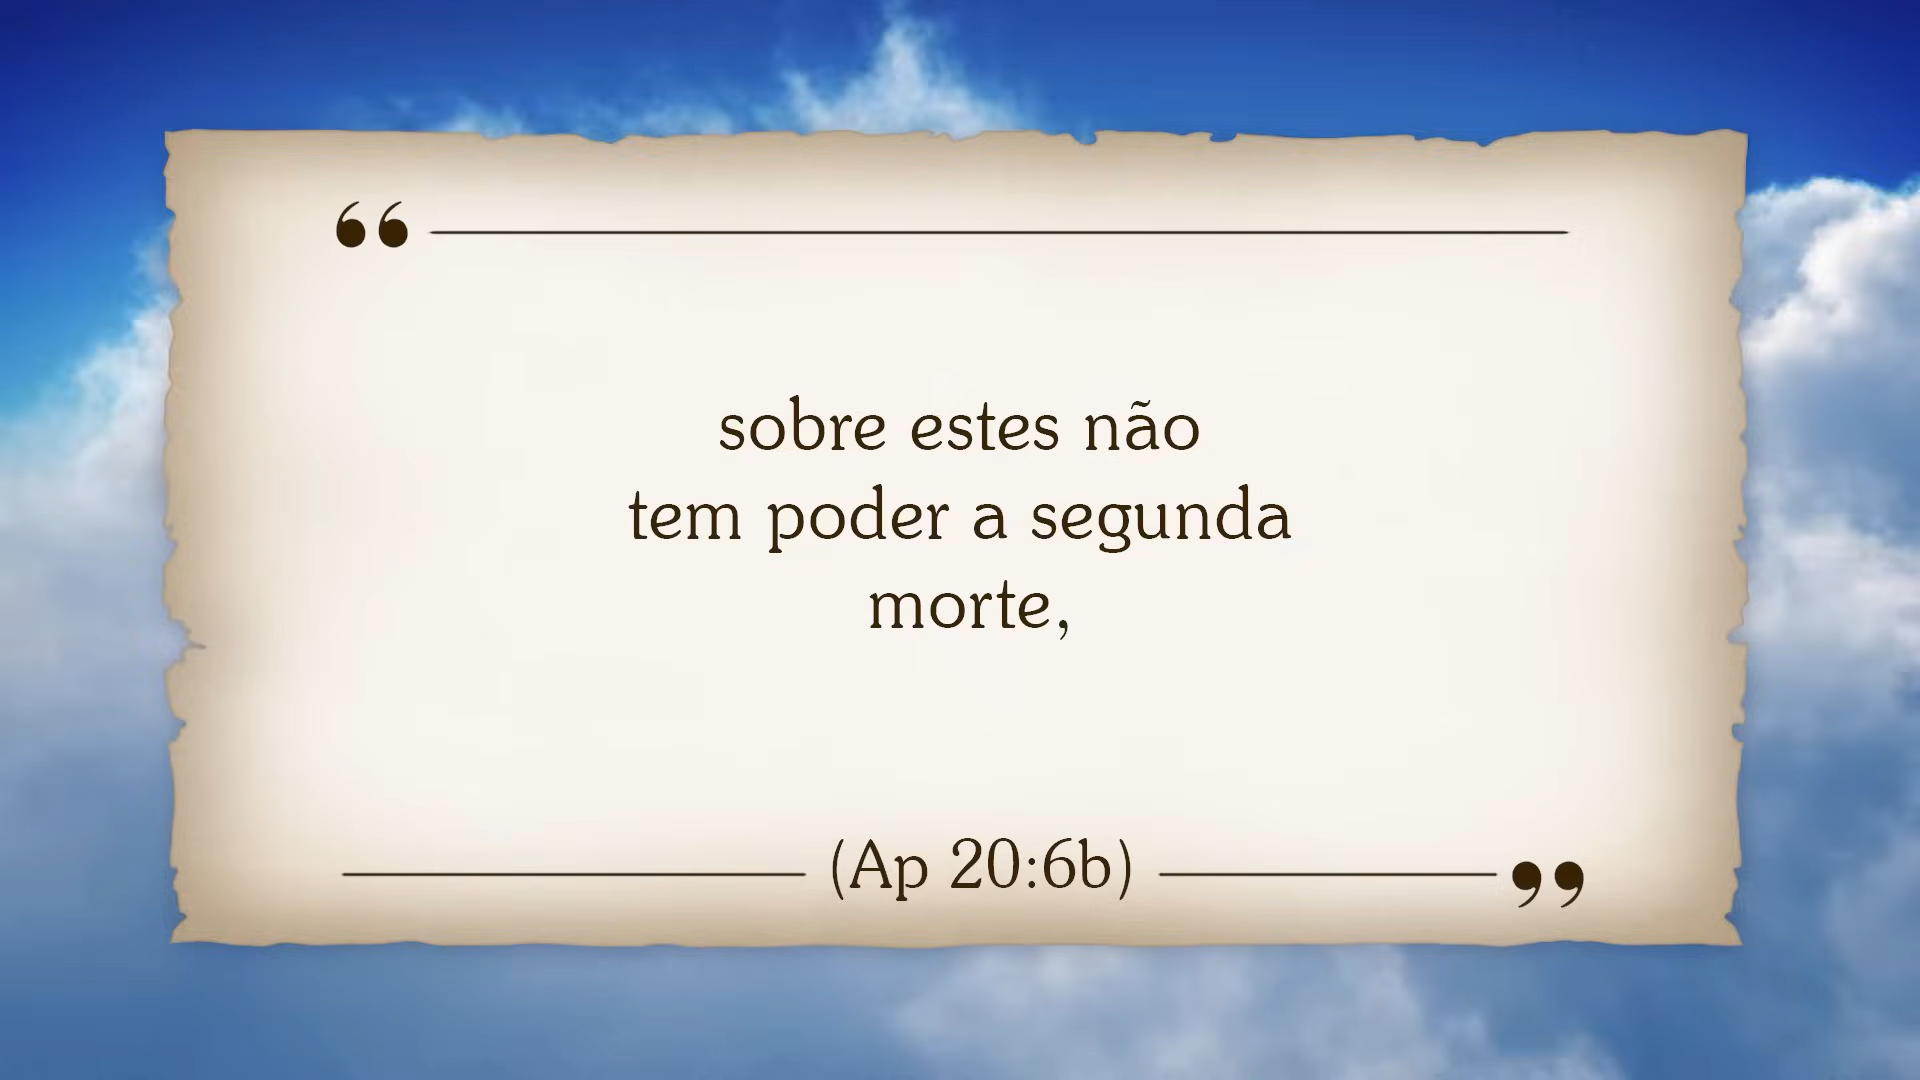 “
sobre estes não
tem poder a segunda
morte,
(Ap 20:6b)
”